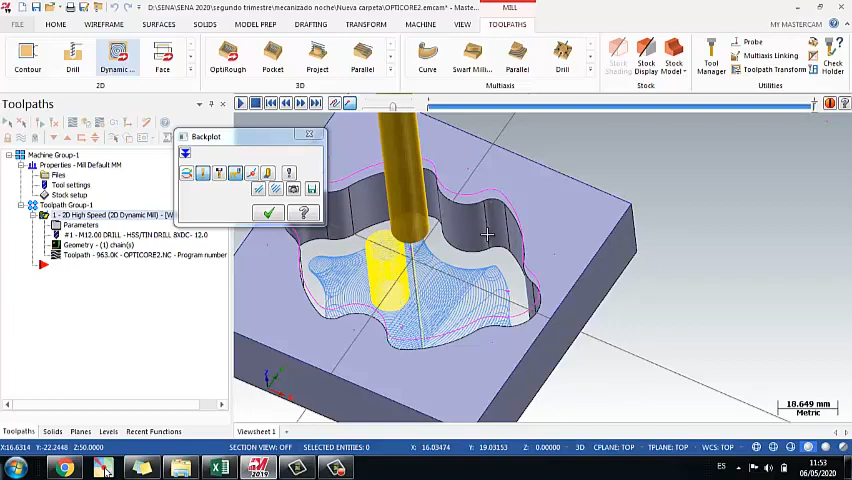 D:\SENA\SENA 2020\segundo trimestre\mecanizado noche\Nueva carpeta\OPTICORE2.emcam* - Maste...
MILL
FILE HOME WIREFRAME SURFACES SOLIDS MODEL PREP DRAFTING TRANSFORM MACHINE VIEW TOOLPATHS MY MASTERCAM
Contour Drill Dynamic ... Face OptiRough Pocket Project Parallel Curve Swarf Milli... Parallel Drill Stock Shading Stock Display Stock Model Tool Manager Probe Multiaxis Linking Toolpath Transform Check Holder
2D 3D Multiaxis Stock Utilities
Toolpaths
Backplot
Machine Group-1
Properties - Mill Default MM
Files
Tool settings
Stock setup
Toolpath Group-1
1 - 2D High Speed (2D Dynamic Mill) - [W
Parameters
#1 - M12.00 DRILL - HSS/TIN DRILL 8XDC- 12.0
Geometry - (1) chain(s)
Toolpath - 963.0K - OPTICORE2.NC - Program number
18.649 mm
Metric
Toolpaths Solids Planes Levels Recent Functions Viewsheet 1
X:16.6314 Y:-22.2448 Z:50.0000 SECTION VIEW: OFF SELECTED ENTITIES: 0 X: 16.03474 Y: 19.03153 Z: 0.00000 3D CPLANE: TOP TPLANE: TOP WCS: TOP
2019
ES 11:53
06/05/2020